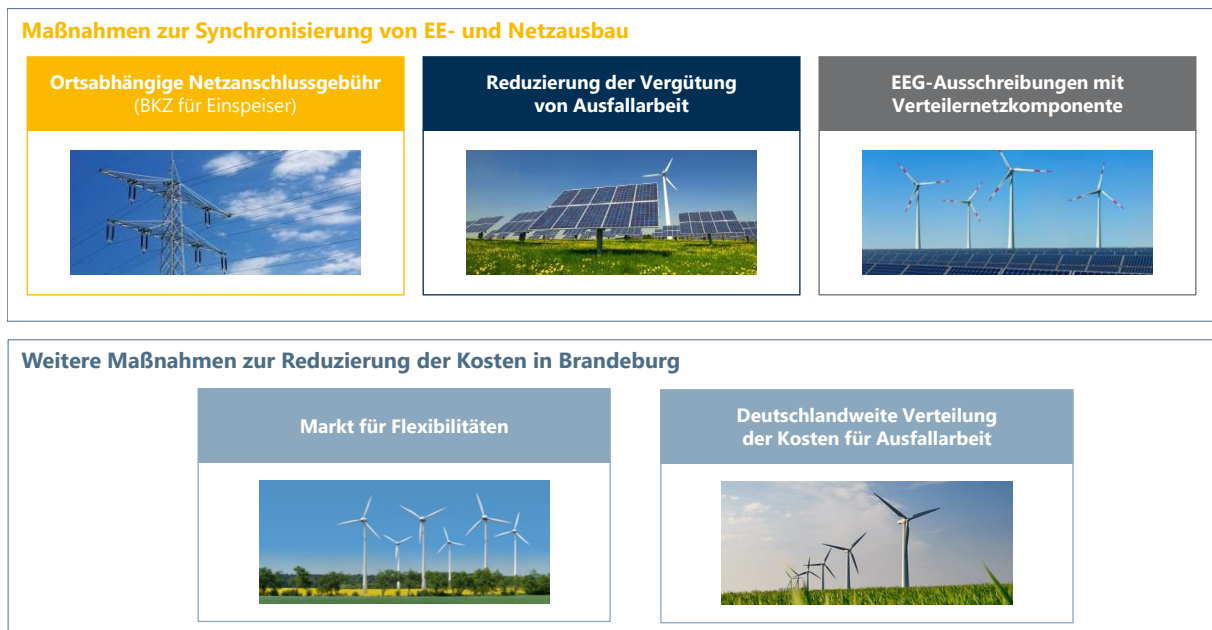 Maßnahmen zur Synchronisierung von EE- und Netzausbau
Ortsabhängige Netzanschlussgebühr
(BKZ für Einspeiser)
Reduzierung der Vergütung
von Ausfallarbeit
EEG-Ausschreibungen mit
Verteilernetzkomponente
Weitere Maßnahmen zur Reduzierung der Kosten in Brandeburg
Markt für Flexibilitäten
Deutschlandweite Verteilung
der Kosten für Ausfallarbeit